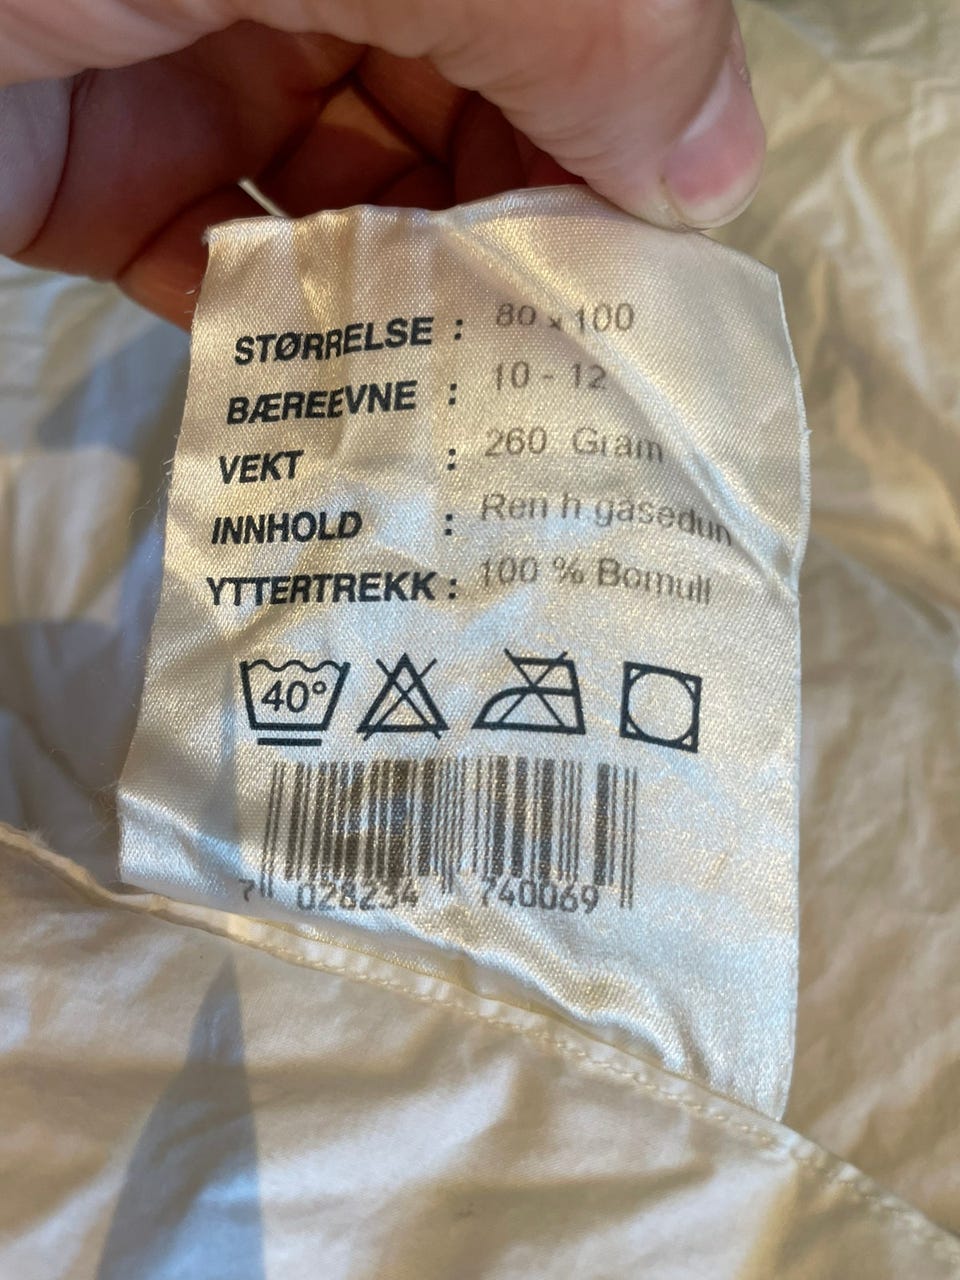 STØRRELSE : 80 x 100
BÆREEVNE : 10 - 12
VEKT : 260 Gram
INNHOLD : Ren h gåsedun
YTTERTREKK : 100 % Bomull
40°
7 028234 740069